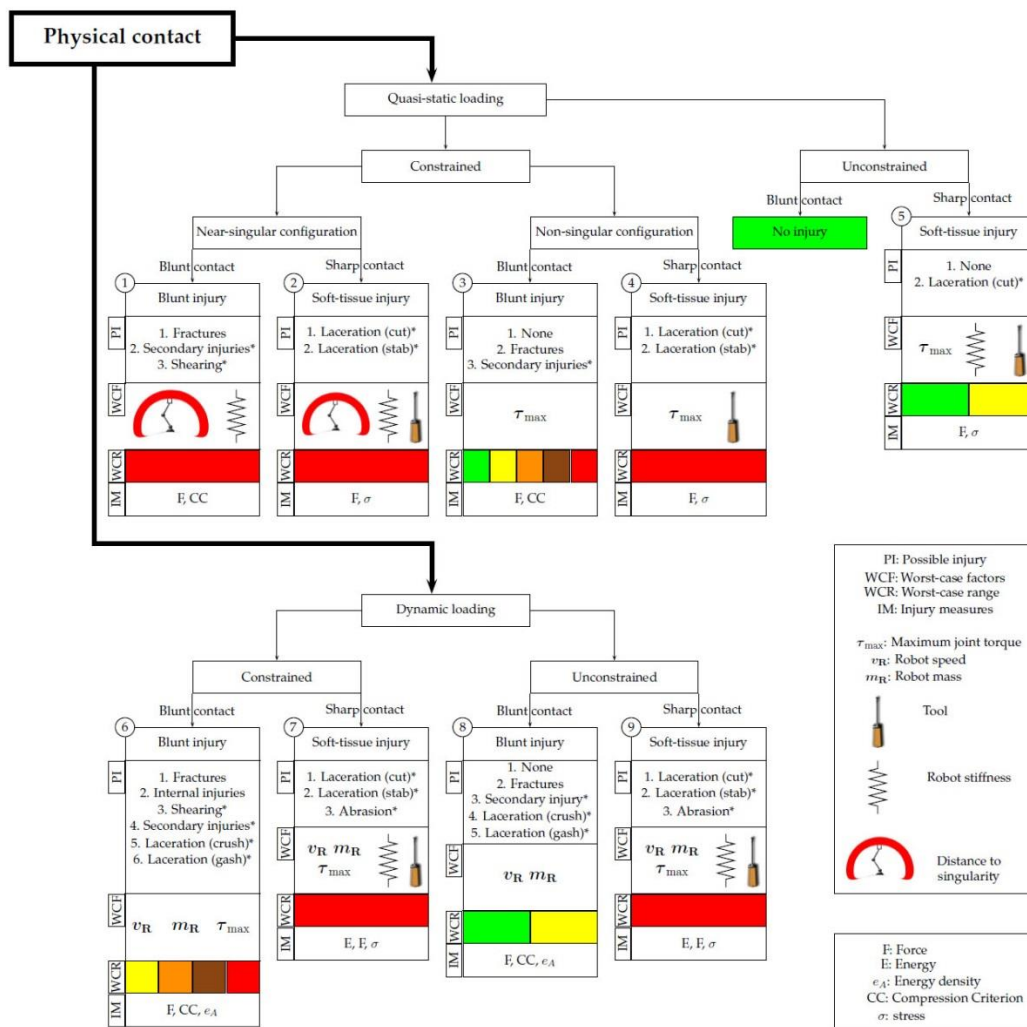 Physical contact
Quasi-static loading
Constrained
Unconstrained
Near-singular configuration
Non-singular configuration
Blunt contact
No injury
Sharp contact
Blunt contact
Sharp contact
Blunt contact
Sharp contact
1
Blunt injury
PI
1. Fractures
2. Secondary injuries*
3. Shearing*
WCF
WCR
IM
F, CC
2
Soft-tissue injury
PI
1. Laceration (cut)*
2. Laceration (stab)*
WCF
WCR
IM
F, σ
3
Blunt injury
PI
1. None
2. Fractures
3. Secondary injuries*
WCF
τmax
WCR
IM
F, CC
4
Soft-tissue injury
PI
1. Laceration (cut)*
2. Laceration (stab)*
WCF
τmax
WCR
IM
F, σ
5
Soft-tissue injury
PI
1. None
2. Laceration (cut)*
WCF
τmax
WCR
IM
F, σ
Dynamic loading
Constrained
Unconstrained
Blunt contact
Sharp contact
Blunt contact
Sharp contact
6
Blunt injury
PI
1. Fractures
2. Internal injuries
3. Shearing*
4. Secondary injuries*
5. Laceration (crush)*
6. Laceration (gash)*
WCF
vR mR τmax
WCR
IM
F, CC, eA
7
Soft-tissue injury
PI
1. Laceration (cut)*
2. Laceration (stab)*
3. Abrasion*
WCF
vR mR
τmax
WCR
IM
E, F, σ
8
Blunt injury
PI
1. None
2. Fractures
3. Secondary injury*
4. Laceration (crush)*
5. Laceration (gash)*
WCF
vR mR
WCR
IM
F, CC, eA
9
Soft-tissue injury
PI
1. Laceration (cut)*
2. Laceration (stab)*
3. Abrasion*
WCF
vR mR
τmax
WCR
IM
E, F, σ
PI: Possible injury
WCF: Worst-case factors
WCR: Worst-case range
IM: Injury measures
τmax: Maximum joint torque
vR: Robot speed
mR: Robot mass
Tool
Robot stiffness
Distance to
singularity
F: Force
E: Energy
eA: Energy density
CC: Compression Criterion
σ: stress